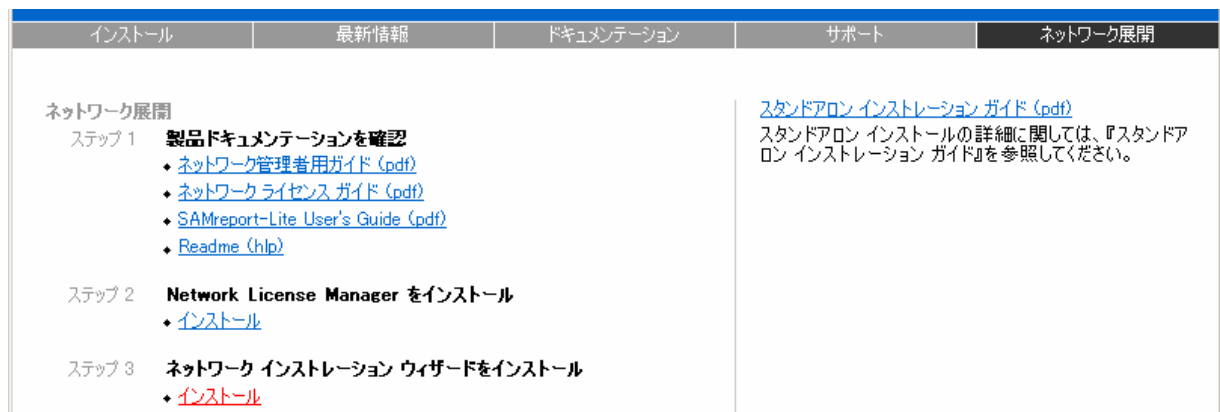 インストール
最新情報
ドキュメンテーション
サポート
ネットワーク展開
ネットワーク展開
ステップ 1 製品ドキュメンテーションを確認
ネットワーク管理者用ガイド (pdf)
ネットワーク ライセンス ガイド (pdf)
SAMreport-Lite User's Guide (pdf)
Readme (hlp)
ステップ 2 Network License Manager をインストール
インストール
ステップ 3 ネットワーク インストレーション ウィザードをインストール
インストール
スタンドアロン インストレーション ガイド (pdf)
スタンドアロン インストールの詳細に関しては、『スタンドア
ロン インストレーション ガイド』を参照してください。